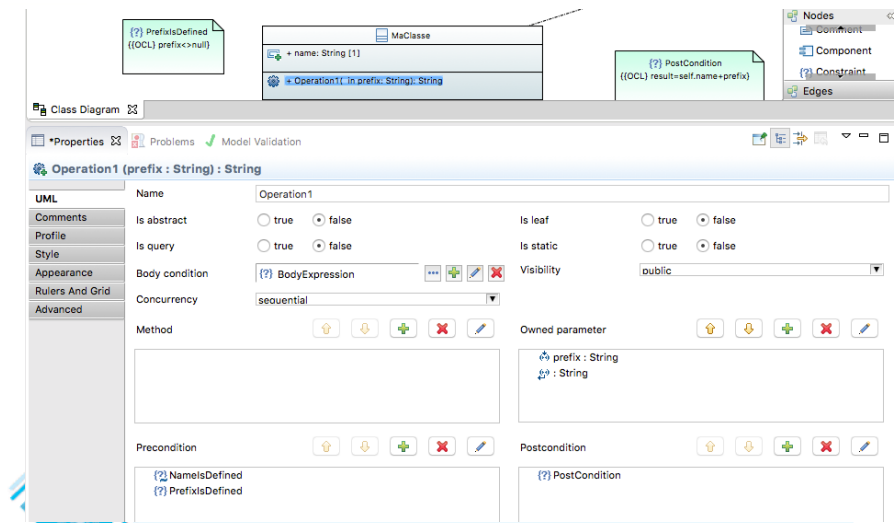 {?} PrefixIsDefined
{{OCL} prefix<>null}
MaClasse
+ name: String [1]
+ Operation1( in prefix: String): String
{?} PostCondition
{{OCL} result=self.name+prefix}
Nodes
Comment
Component
{?} Constraint
Edges
Class Diagram
*Properties
Problems
Model Validation
Operation1 (prefix : String) : String
UML
Comments
Profile
Style
Appearance
Rulers And Grid
Advanced
Name
Operation1
Is abstract
true
false
Is leaf
true
false
Is query
true
false
Is static
true
false
Body condition
{?} BodyExpression
Visibility
public
Concurrency
sequential
Method
Owned parameter
prefix : String
: String
Precondition
{?} NameIsDefined
{?} PrefixIsDefined
Postcondition
{?} PostCondition